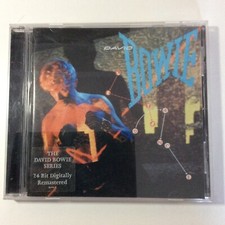 DAVID
BOWIE
THE
DAVID BOWIE
SERIES
24 Bit Digitally
Remastered